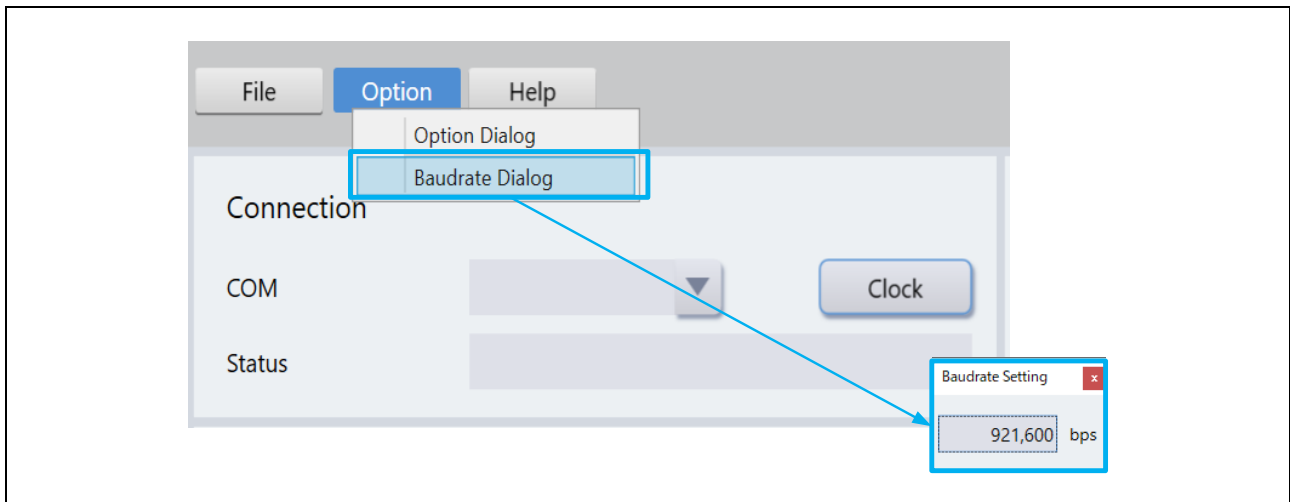 File Option Help
Option Dialog
Baudrate Dialog
Connection
COM Clock
Status
Baudrate Setting x
921,600 bps